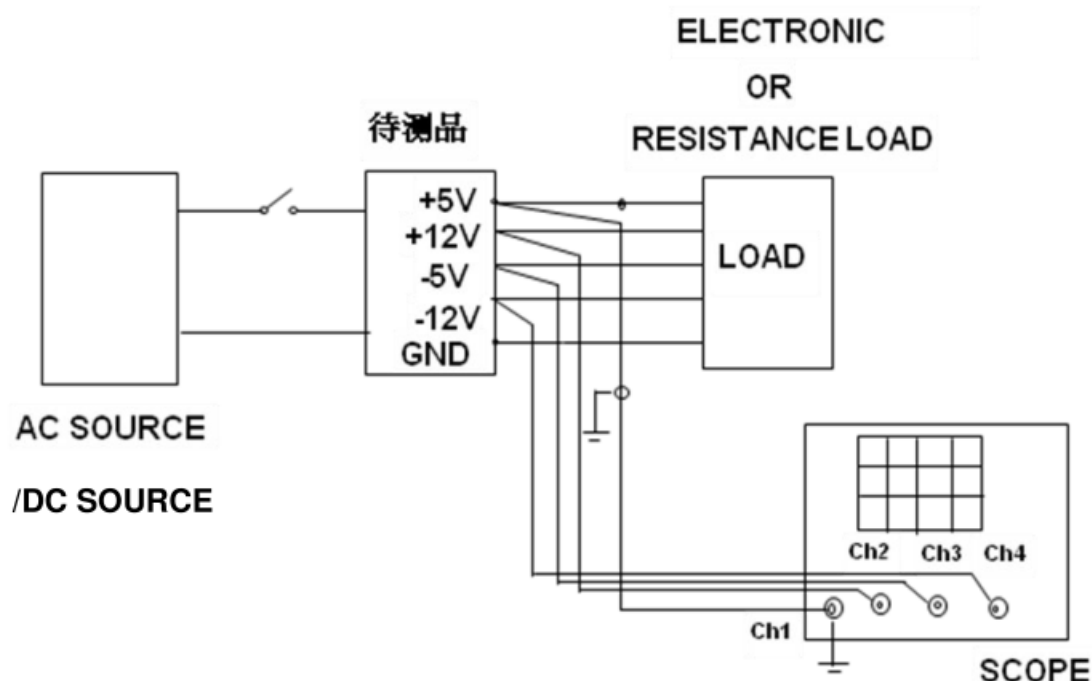 ELECTRONIC
OR
RESISTANCE LOAD
待测品
+5V
+12V
-5V
-12V
GND
LOAD
AC SOURCE
/DC SOURCE
Ch2 Ch3 Ch4
Ch1
SCOPE